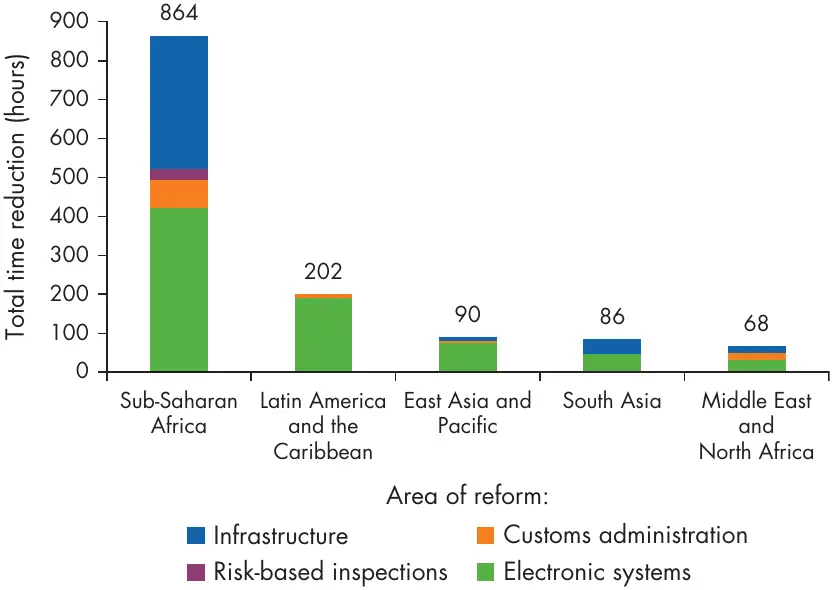 Total time reduction (hours)
900
800
700
600
500
400
300
200
100
0
864
202
90
86
68
Sub-Saharan
Africa
Latin America
and the
Caribbean
East Asia and
Pacific
South Asia
Middle East
and
North Africa
Area of reform:
Infrastructure
Customs administration
Risk-based inspections
Electronic systems